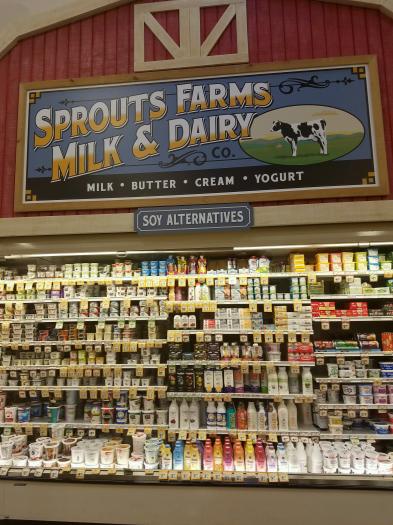 SPROUTS FARMS
MILK & DAIRY
CO.
MILK • BUTTER • CREAM • YOGURT
SOY ALTERNATIVES